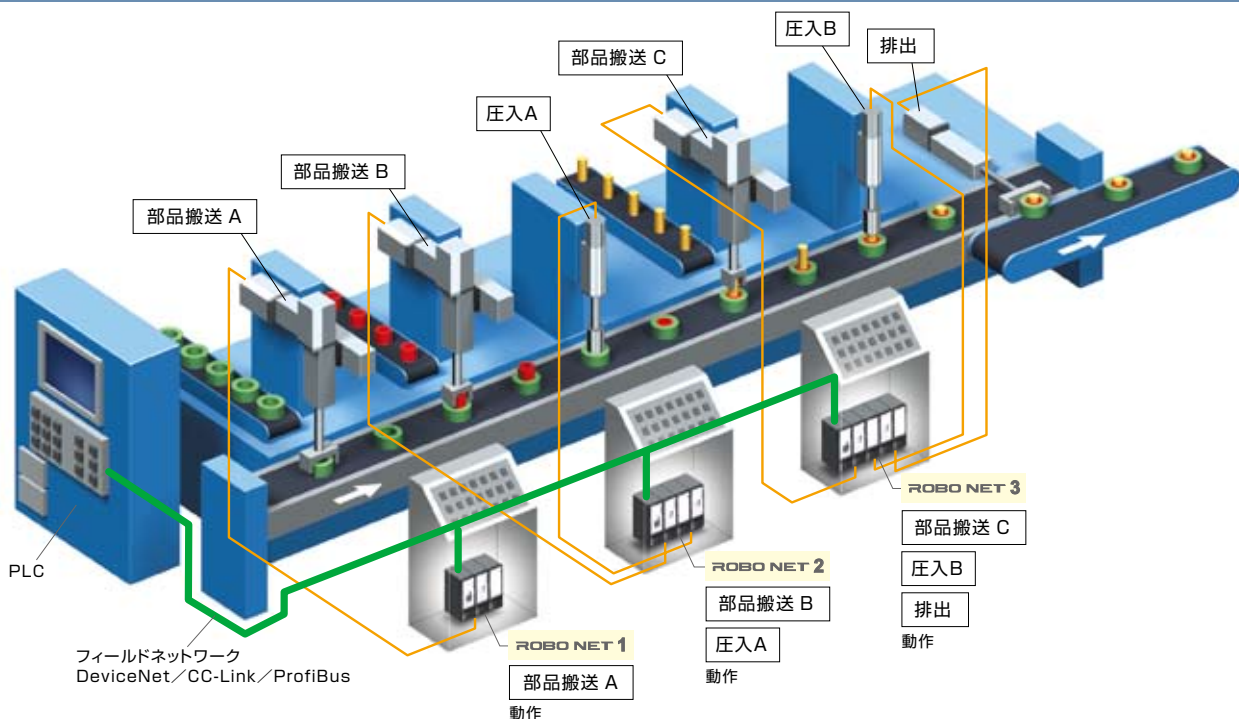 圧入B
排出
部品搬送 C
圧入A
部品搬送 B
部品搬送 A
PLC
フィールドネットワーク
DeviceNet／CC-Link／ProfiBus
ROBO NET 1
部品搬送 A
動作
ROBO NET 2
部品搬送 B
圧入A
動作
ROBO NET 3
部品搬送 C
圧入B
排出
動作